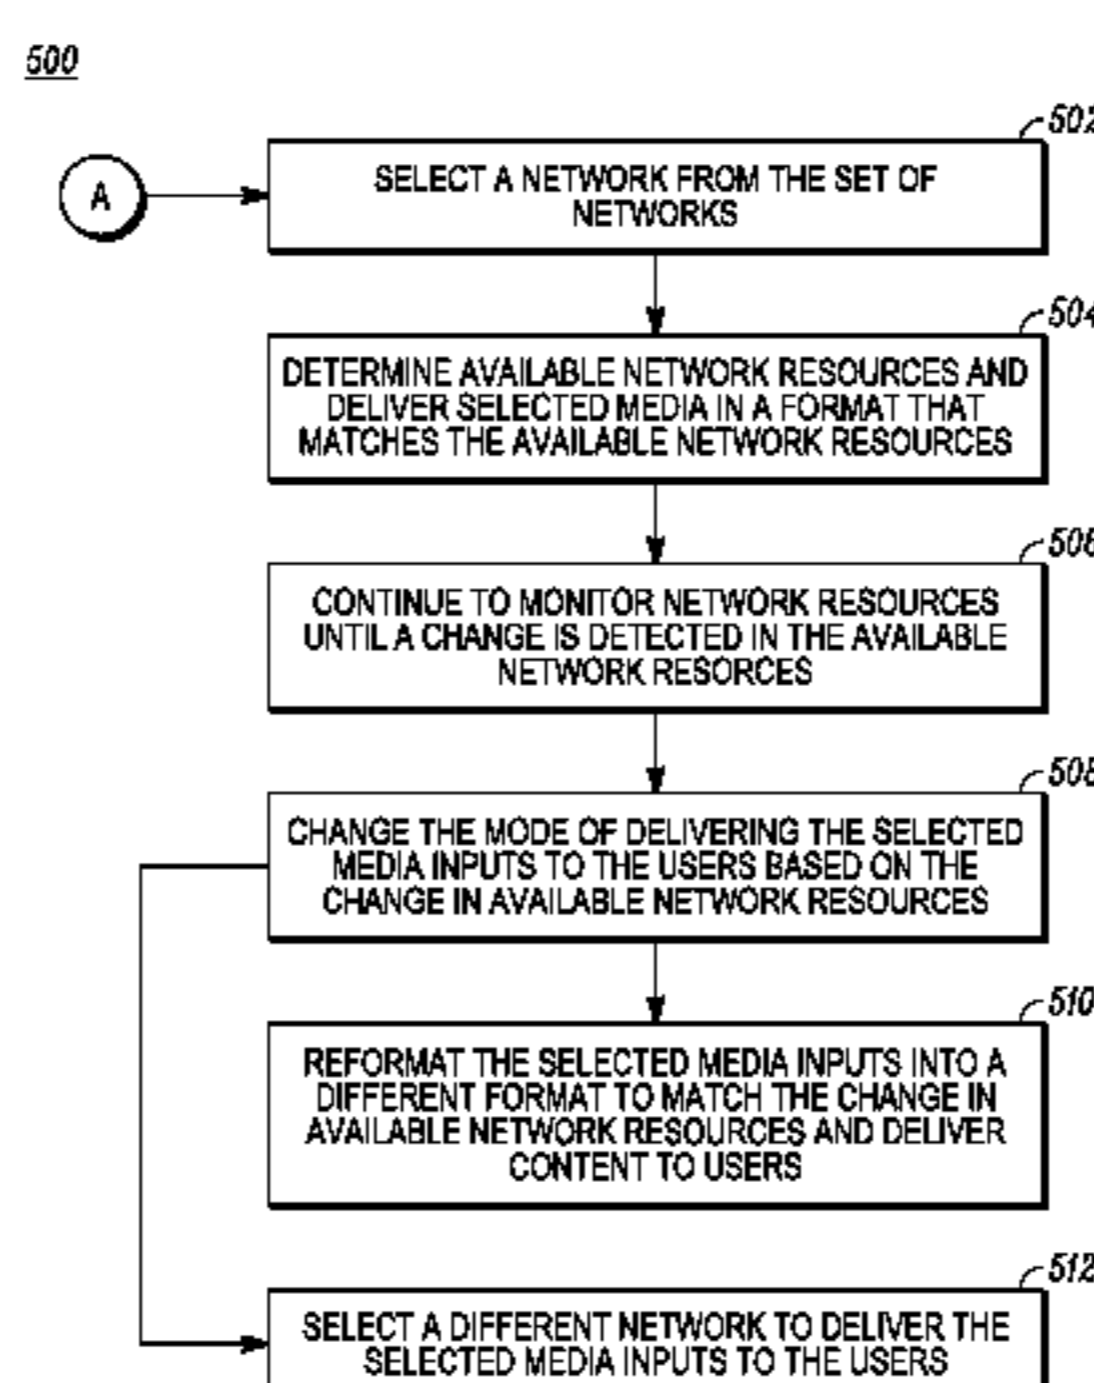 500
502
A
SELECT A NETWORK FROM THE SET OF
NETWORKS
504
DETERMINE AVAILABLE NETWORK RESOURCES AND
DELIVER SELECTED MEDIA IN A FORMAT THAT
MATCHES THE AVAILABLE NETWORK RESOURCES
506
CONTINUE TO MONITOR NETWORK RESOURCES
UNTIL A CHANGE IS DETECTED IN THE AVAILABLE
NETWORK RESORCES
508
CHANGE THE MODE OF DELIVERING THE SELECTED
MEDIA INPUTS TO THE USERS BASED ON THE
CHANGE IN AVAILABLE NETWORK RESOURCES
510
REFORMAT THE SELECTED MEDIA INPUTS INTO A
DIFFERENT FORMAT TO MATCH THE CHANGE IN
AVAILABLE NETWORK RESOURCES AND DELIVER
CONTENT TO USERS
512
SELECT A DIFFERENT NETWORK TO DELIVER THE
SELECTED MEDIA INPUTS TO THE USERS